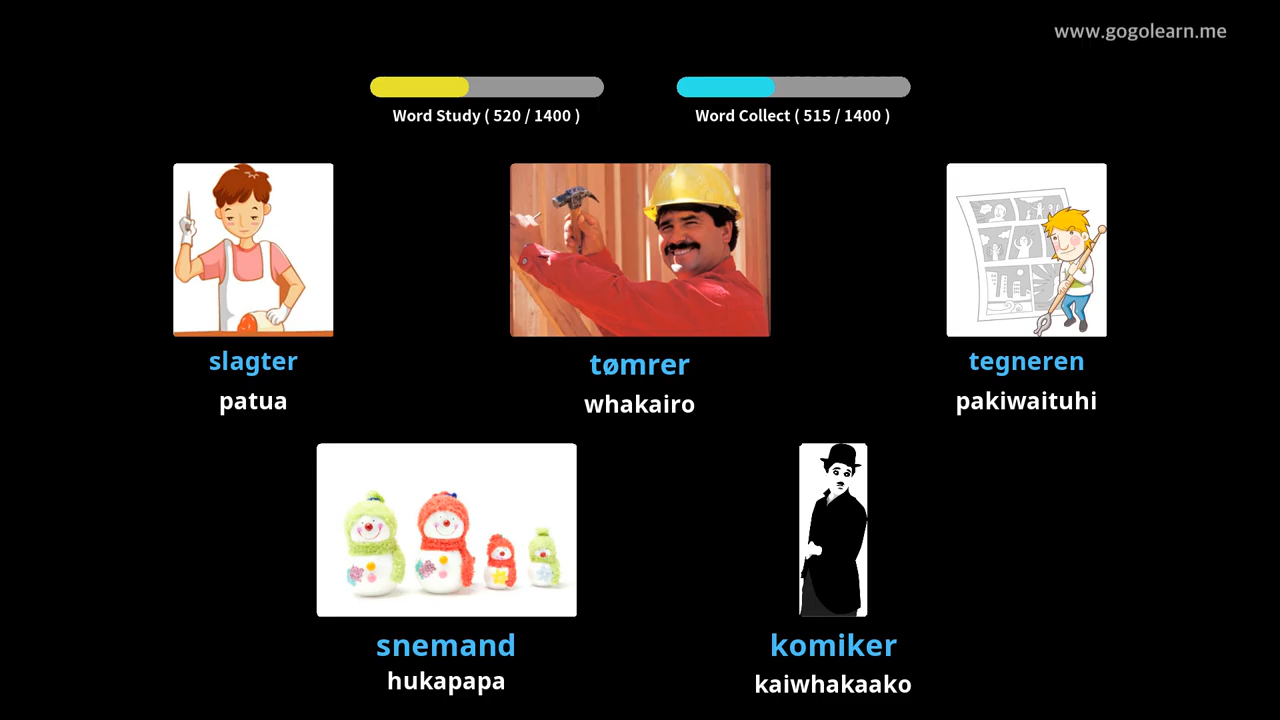 www.gogolearn.me
Word Study ( 520 / 1400 )
Word Collect ( 515 / 1400 )
slagter
patua
tømrer
whakairo
tegneren
pakiwaituhi
snemand
hukapapa
komiker
kaiwhakaako